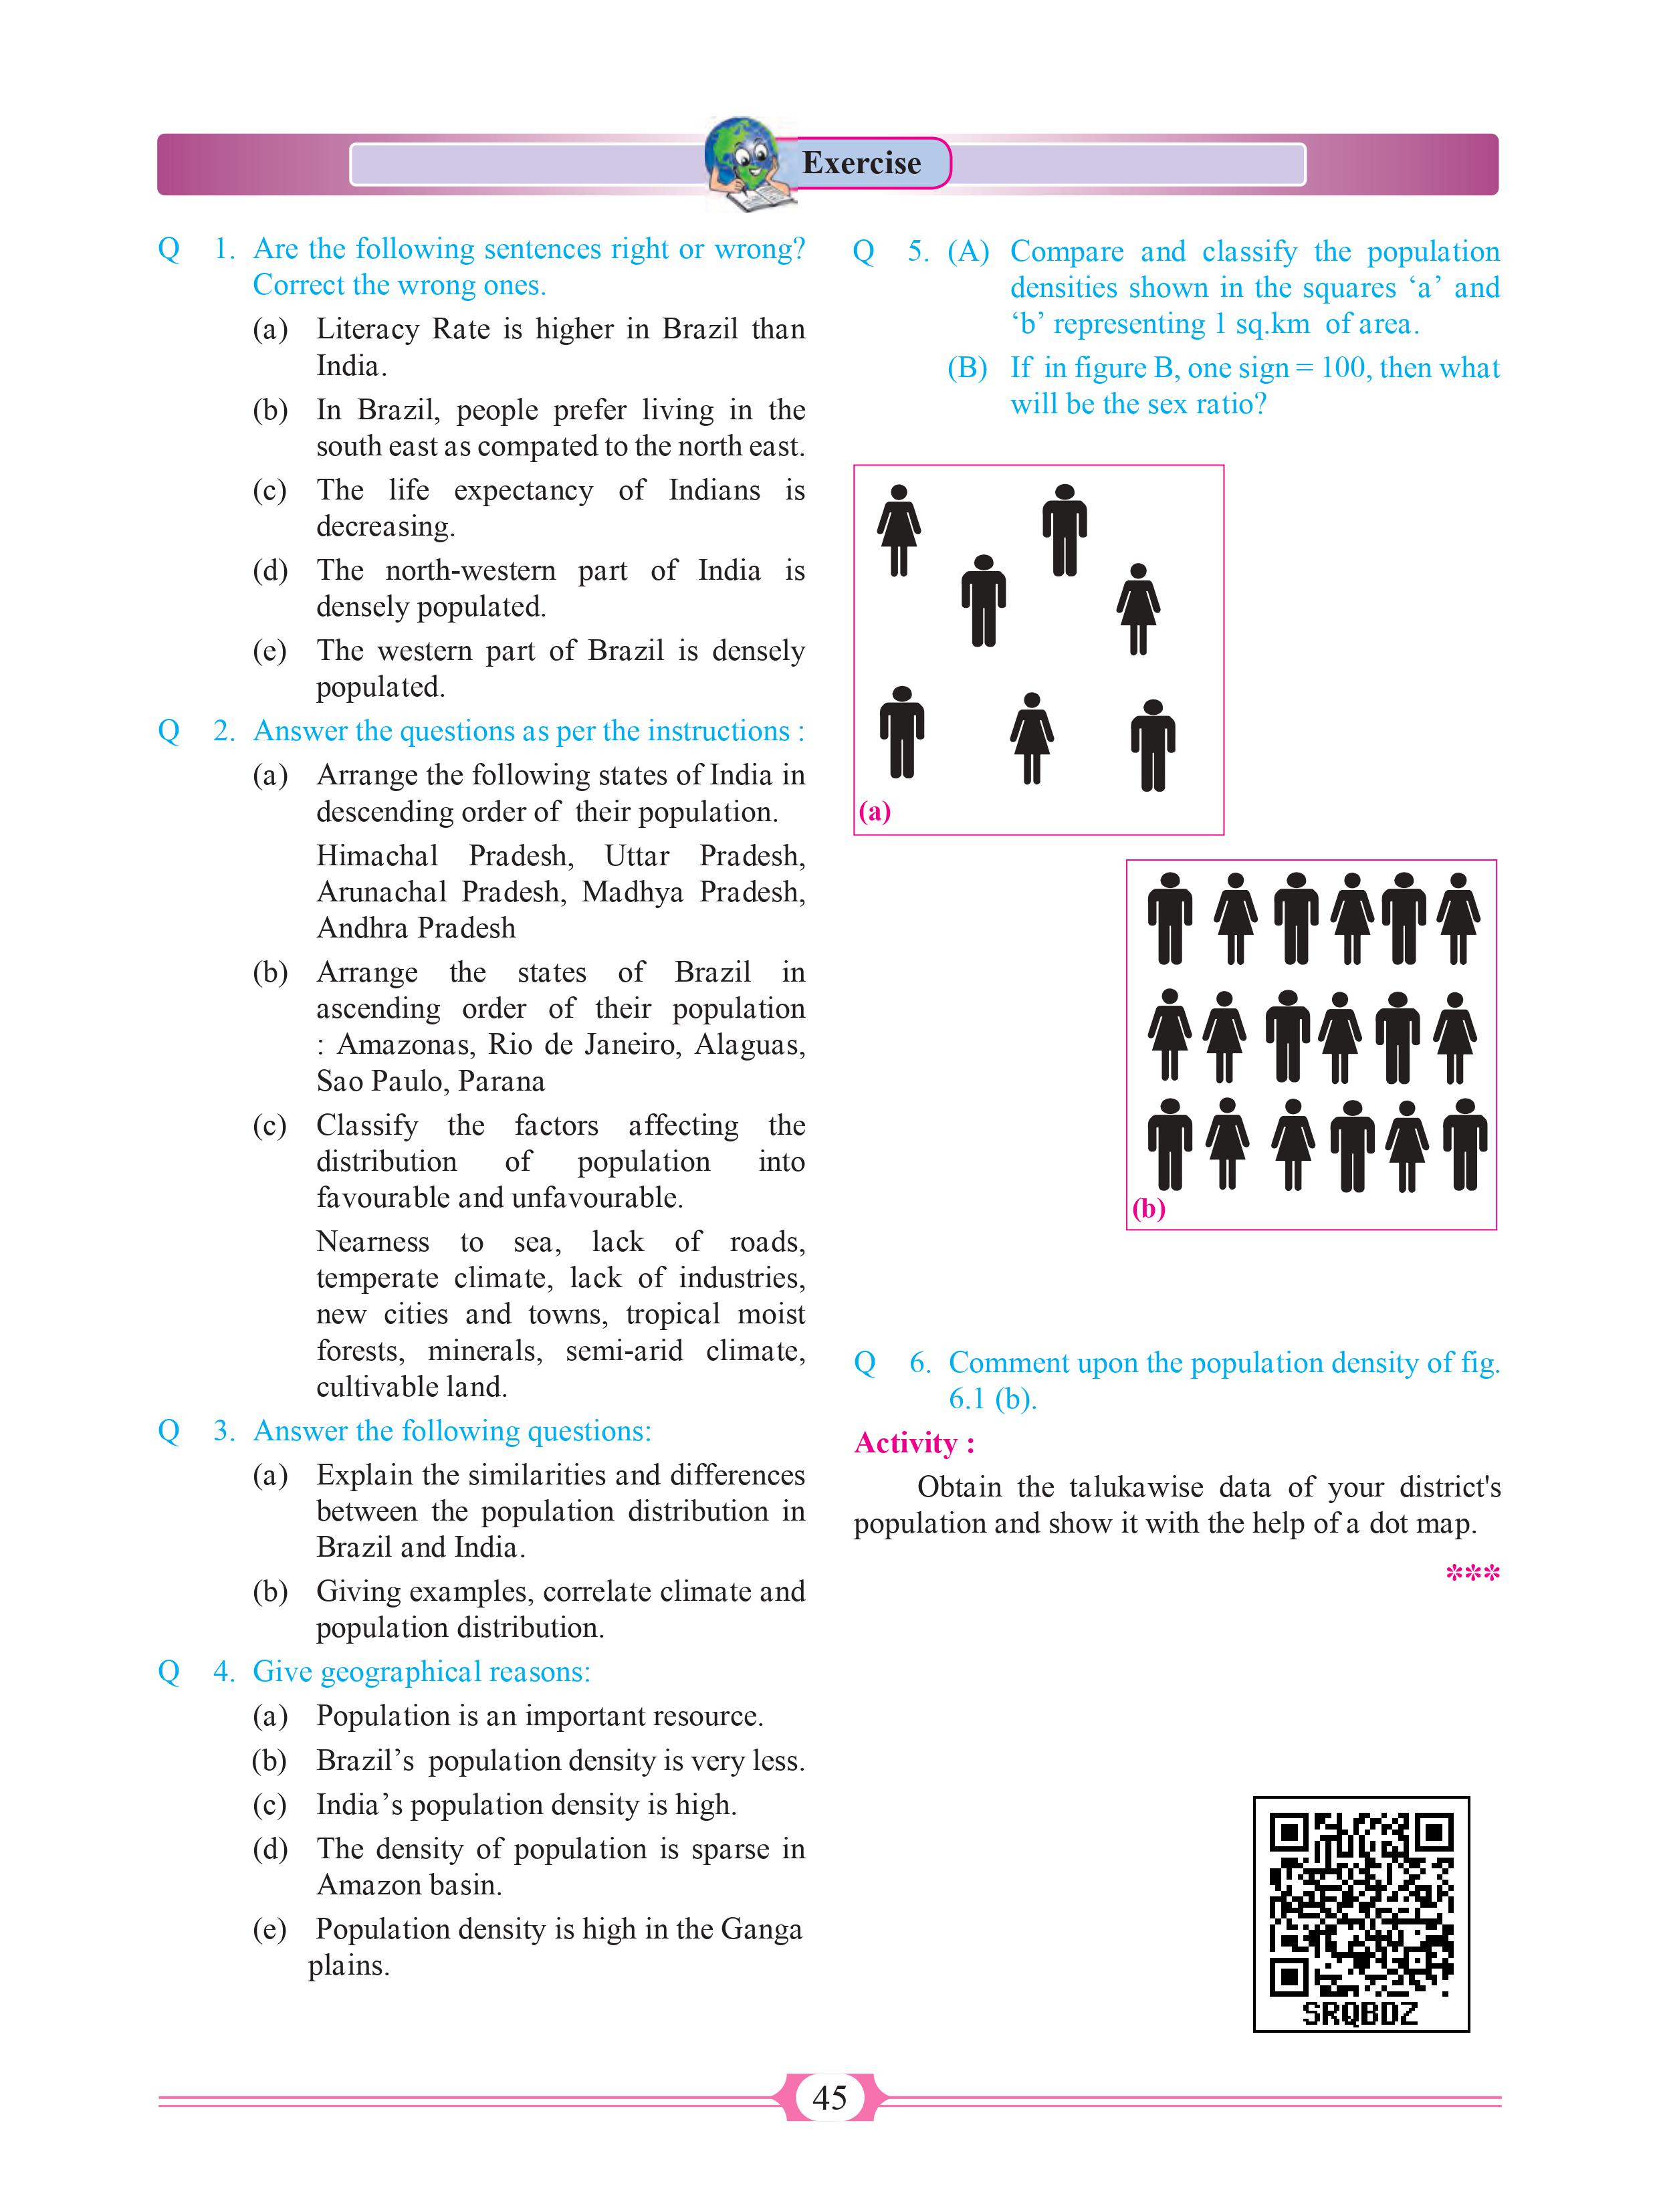 Exercise
Q 1. Are the following sentences right or wrong?
Correct the wrong ones.
(a) Literacy Rate is higher in Brazil than
India.
(b) In Brazil, people prefer living in the
south east as compated to the north east.
(c) The life expectancy of Indians is
decreasing.
(d) The north-western part of India is
densely populated.
(e) The western part of Brazil is densely
populated.
Q 2. Answer the questions as per the instructions :
(a) Arrange the following states of India in
descending order of their population.
Himachal Pradesh, Uttar Pradesh,
Arunachal Pradesh, Madhya Pradesh,
Andhra Pradesh
(b) Arrange the states of Brazil in
ascending order of their population
: Amazonas, Rio de Janeiro, Alaguas,
Sao Paulo, Parana
(c) Classify the factors affecting the
distribution of population into
favourable and unfavourable.
Nearness to sea, lack of roads,
temperate climate, lack of industries,
new cities and towns, tropical moist
forests, minerals, semi-arid climate,
cultivable land.
Q 3. Answer the following questions:
(a) Explain the similarities and differences
between the population distribution in
Brazil and India.
(b) Giving examples, correlate climate and
population distribution.
Q 4. Give geographical reasons:
(a) Population is an important resource.
(b) Brazil’s population density is very less.
(c) India’s population density is high.
(d) The density of population is sparse in
Amazon basin.
(e) Population density is high in the Ganga
plains.
Q 5. (A) Compare and classify the population
densities shown in the squares ‘a’ and
‘b’ representing 1 sq.km of area.
(B) If in figure B, one sign = 100, then what
will be the sex ratio?
(a)
(b)
Q 6. Comment upon the population density of fig.
6.1 (b).
Activity :
Obtain the talukawise data of your district's
population and show it with the help of a dot map.
***
SRQBDZ
45